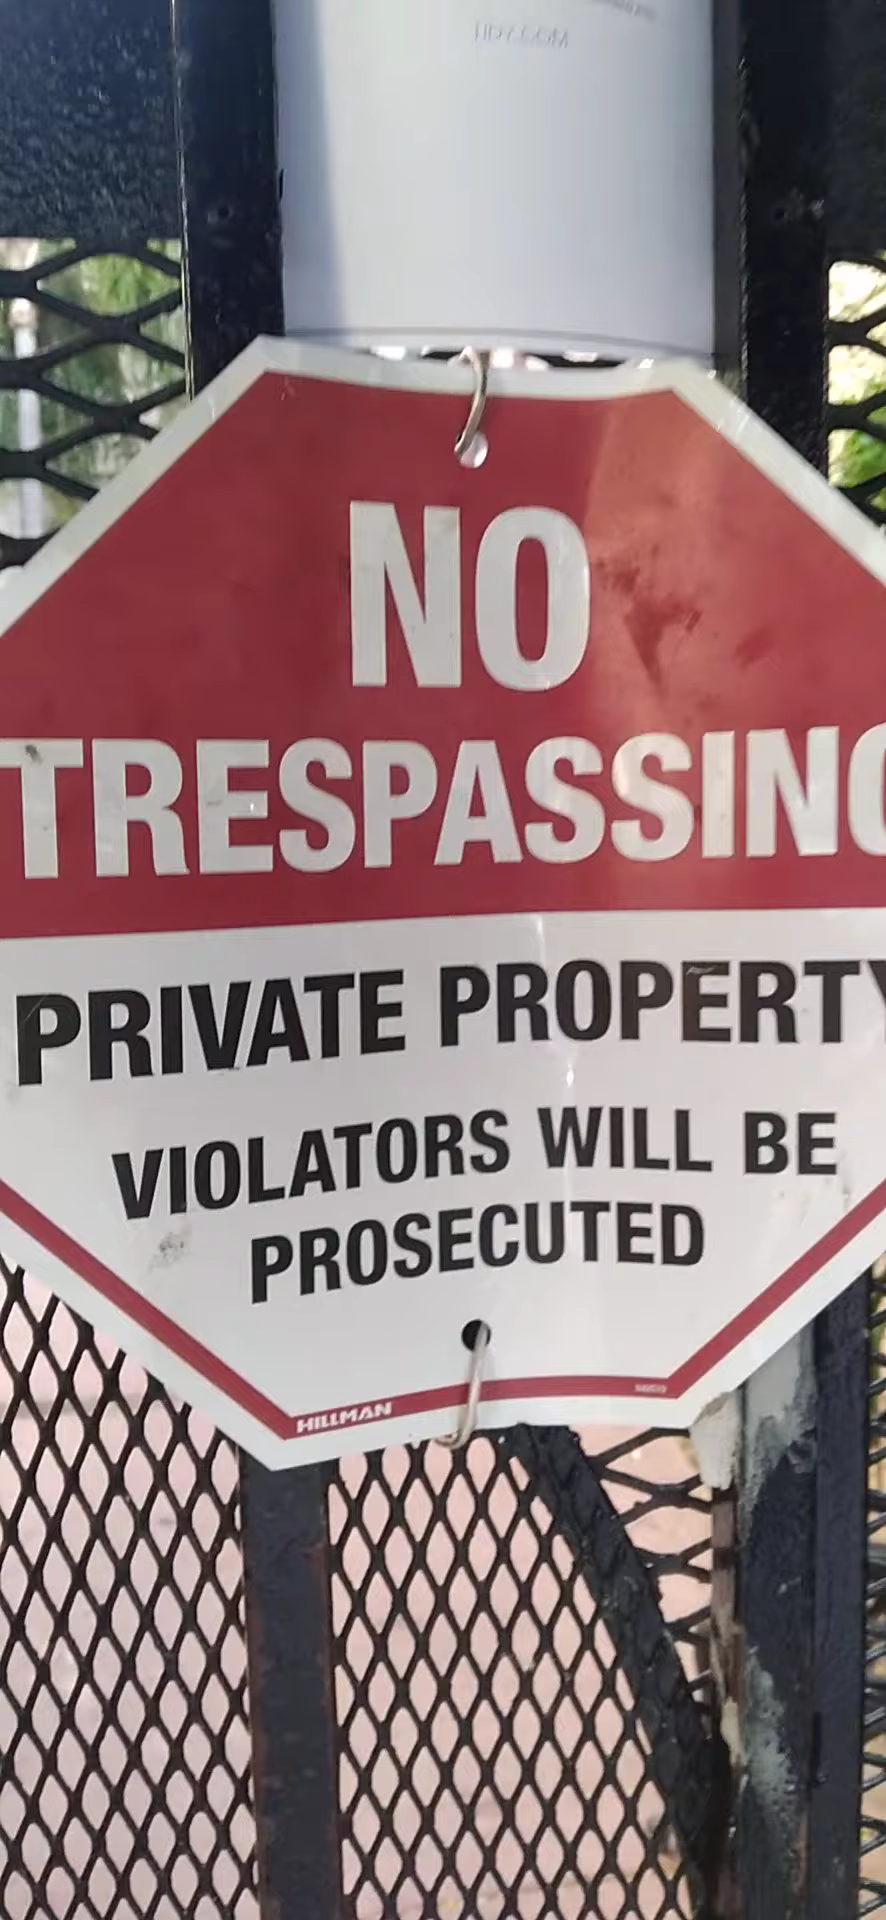 NO
TRESPASSING
PRIVATE PROPERTY
VIOLATORS WILL BE
PROSECUTED
HILLMAN